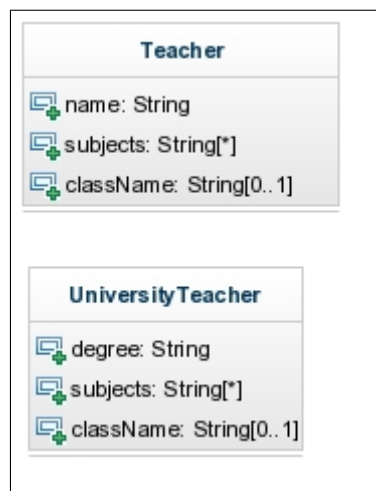 Teacher
name: String
subjects: String[*]
className: String[0..1]
UniversityTeacher
degree: String
subjects: String[*]
className: String[0..1]